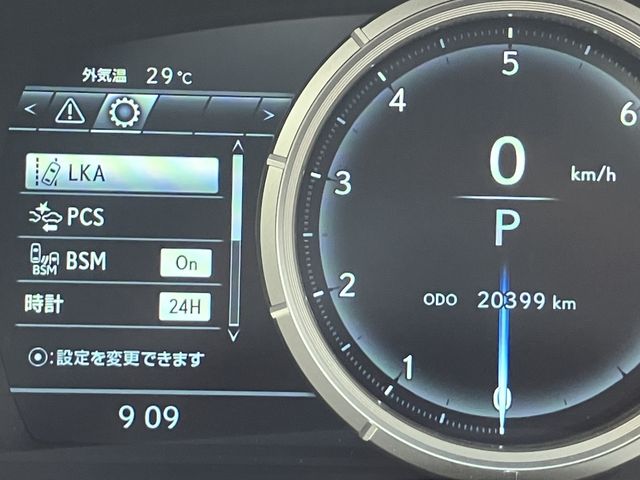 外気温 29℃
< >
LKA
PCS
BSM BSM On
時計 24H
⦿:設定を変更できます
9 09
0 km/h
P
ODO 20399 km
0
1
2
3
4
5
6